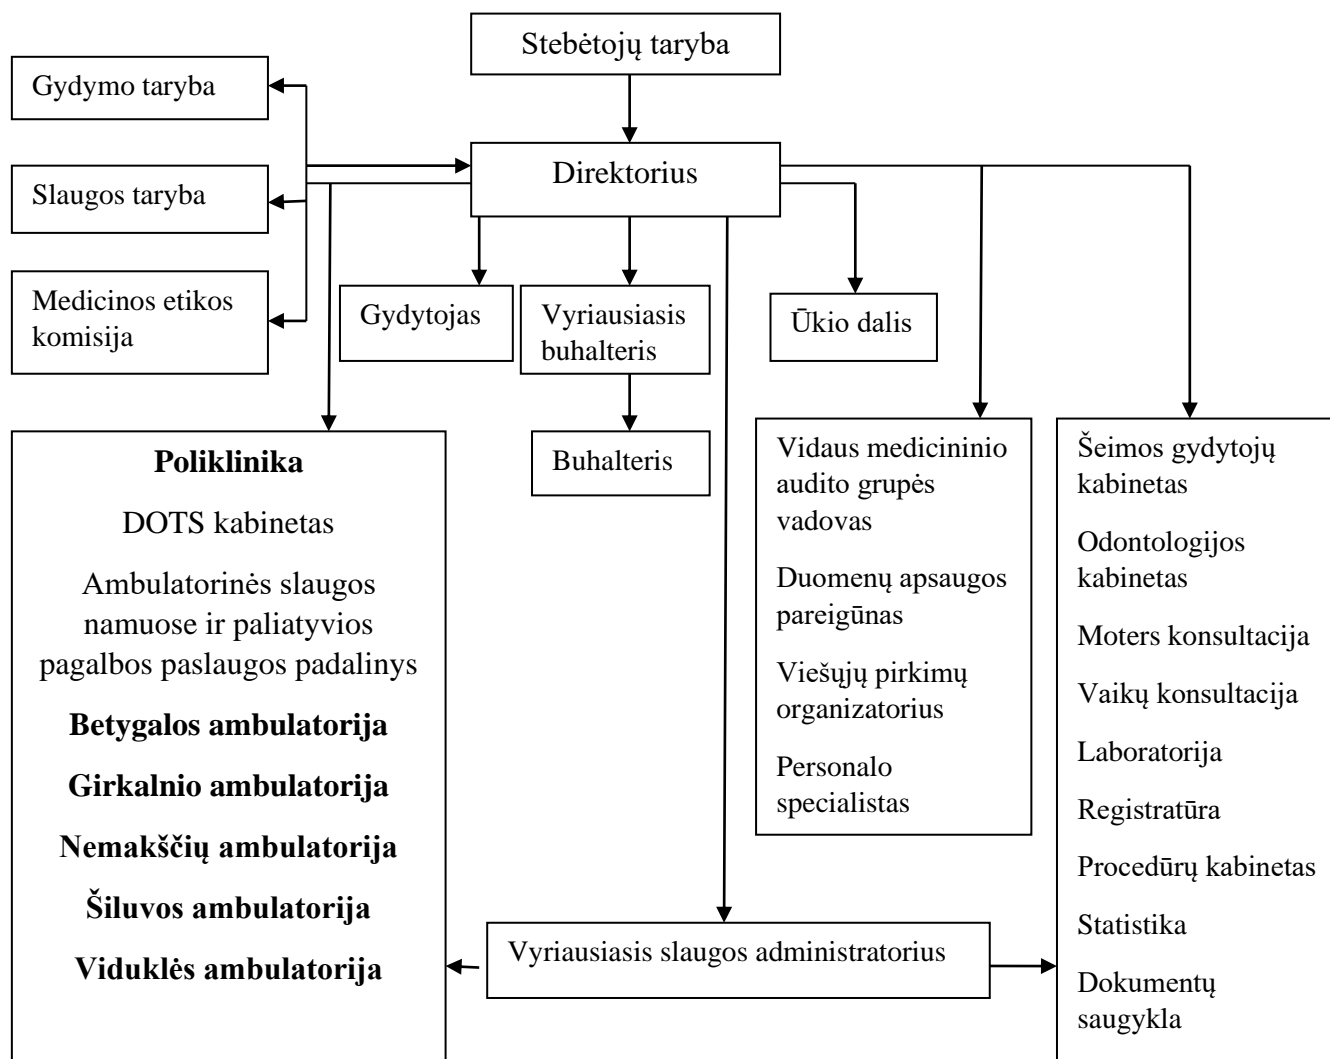 Stebėtojų taryba
Gydymo taryba
Direktorius
Slaugos taryba
Medicinos etikos
komisija
Gydytojas
Vyriausiasis
buhalteris
Ūkio dalis
Buhalteris
Poliklinika
DOTS kabinetas
Ambulatorinės slaugos
namuose ir paliatyvios
pagalbos paslaugos padalinys
Betygalos ambulatorija
Girkalnio ambulatorija
Nemakščių ambulatorija
Šiluvos ambulatorija
Viduklės ambulatorija
Vidaus medicininio
audito grupės
vadovas
Duomenų apsaugos
pareigūnas
Viešųjų pirkimų
organizatorius
Personalo
specialistas
Šeimos gydytojų
kabinetas
Odontologijos
kabinetas
Moters konsultacija
Vaikų konsultacija
Laboratorija
Registratūra
Procedūrų kabinetas
Statistika
Dokumentų
saugykla
Vyriausiasis slaugos administratorius